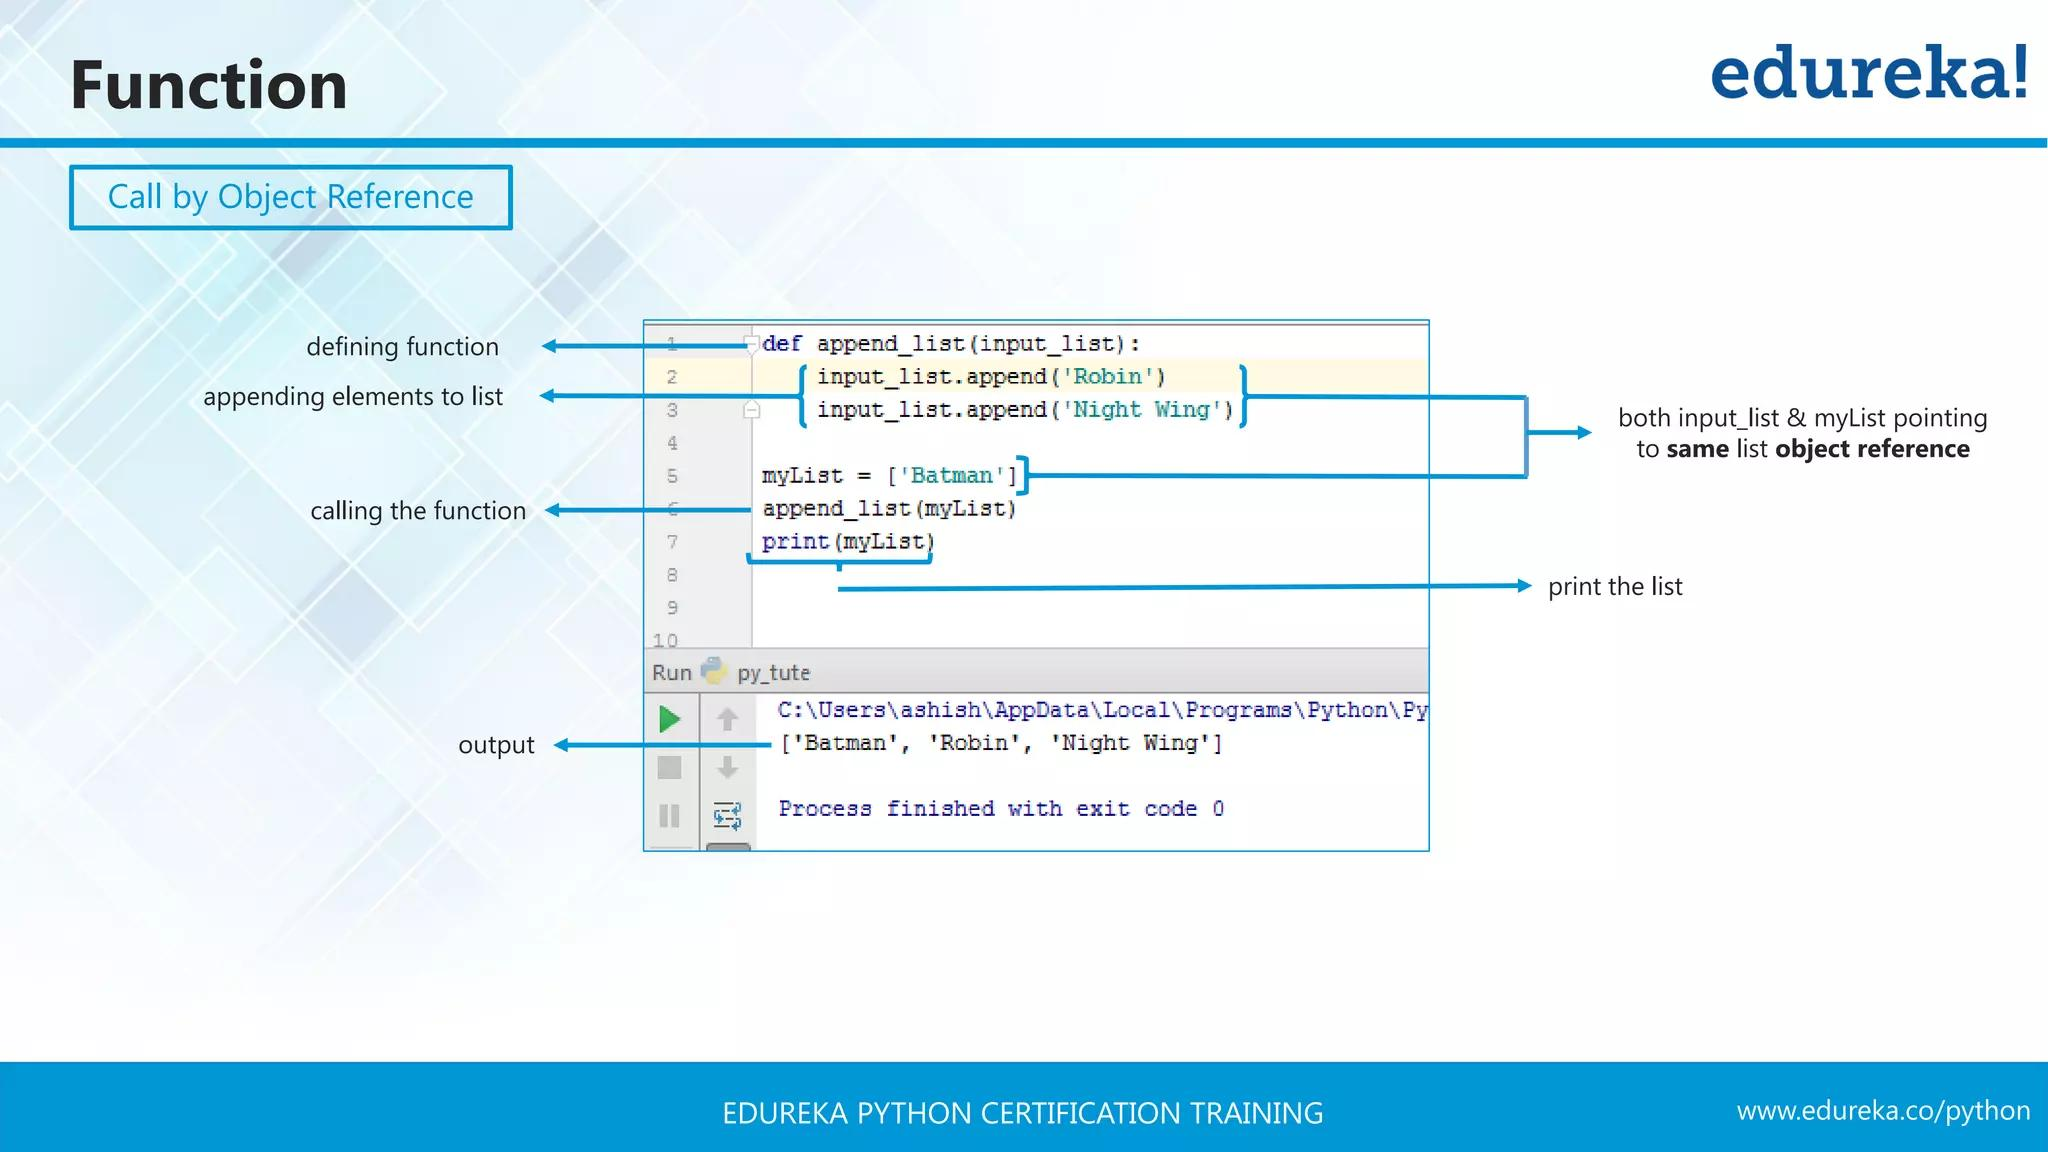 Function
edureka!
Call by Object Reference
defining function
appending elements to list
calling the function
output
1 def append_list(input_list):
2 input_list.append('Robin')
3 input_list.append('Night Wing')
4
5 myList = ['Batman']
6 append_list(myList)
7 print(myList)
8
9
10
both input_list & myList pointing
to same list object reference
print the list
Run py_tute
C:\Users\ashish\AppData\Local\Programs\Python\Py
['Batman', 'Robin', 'Night Wing']
Process finished with exit code 0
EDUREKA PYTHON CERTIFICATION TRAINING
www.edureka.co/python